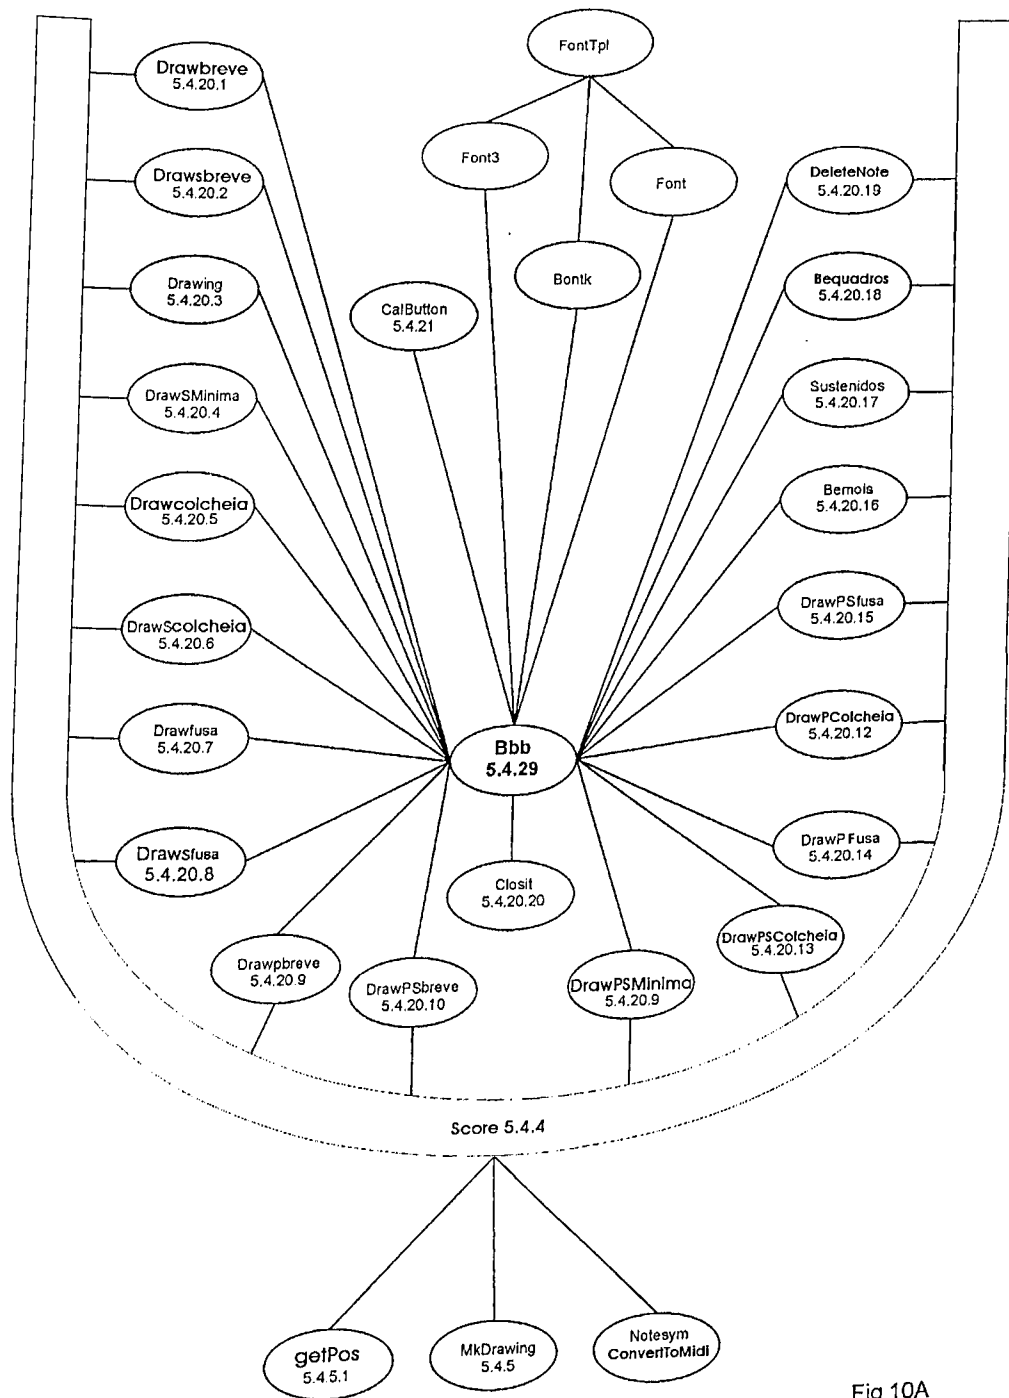 FontTpl
Drawbreve
5.4.20.1
Font3
Font
Drawsbreve
5.4.20.2
DeleteNote
5.4.20.19
Drawing
5.4.20.3
Bontk
Bequadros
5.4.20.18
CalButton
5.4.21
DrawSMinima
5.4.20.4
Sustenidos
5.4.20.17
Drawcolcheia
5.4.20.5
Bemois
5.4.20.16
DrawScolcheia
5.4.20.6
DrawPSfusa
5.4.20.15
Drawfusa
5.4.20.7
Bbb
5.4.29
DrawPColcheia
5.4.20.12
Drawsfusa
5.4.20.8
Closit
5.4.20.20
DrawPFusa
5.4.20.14
Drawpbreve
5.4.20.9
DrawPSbreve
5.4.20.10
DrawPSMinima
5.4.20.9
DrawPSColcheia
5.4.20.13
Score 5.4.4
getPos
5.4.5.1
MkDrawing
5.4.5
Notesym
ConvertToMidi
Fig 10A